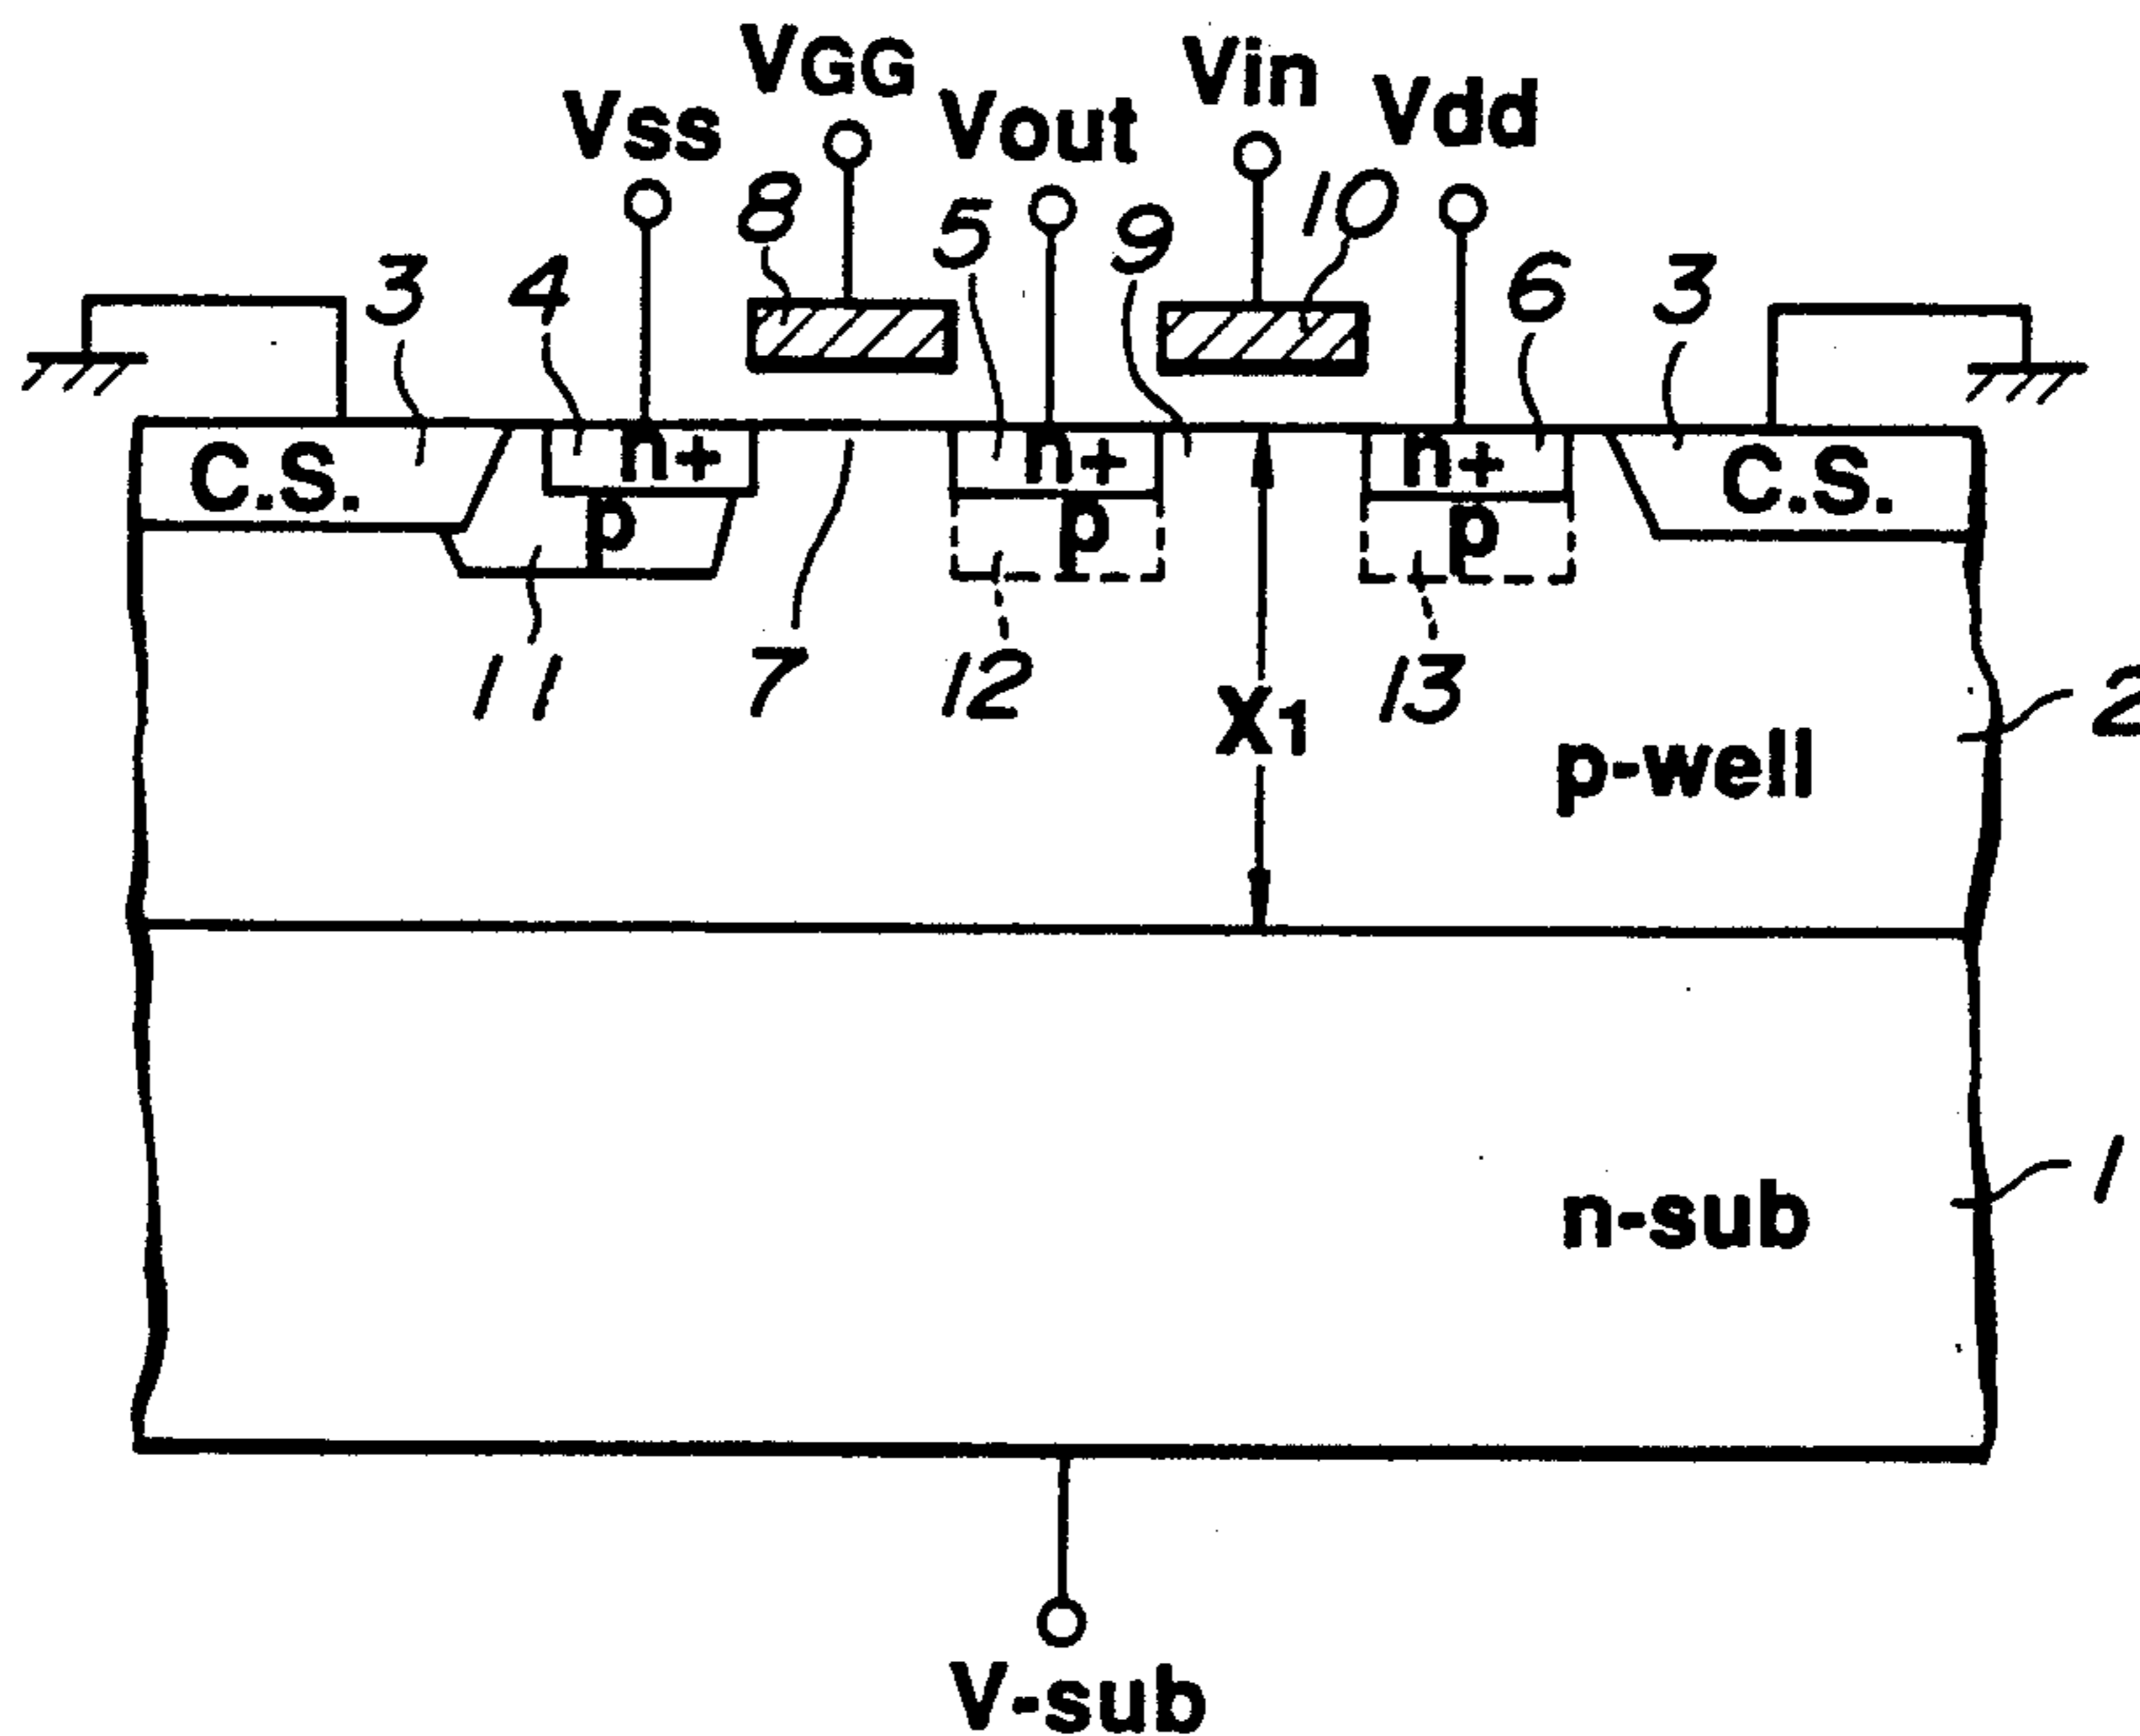 VGG
Vin
Vss
Vout
Vdd
8
5
9
10
3
4
6
3
C.S.
n+
n+
n+
C.S.
p
p
p
11
7
12
X1
13
2
p-well
1
n-sub
V-sub